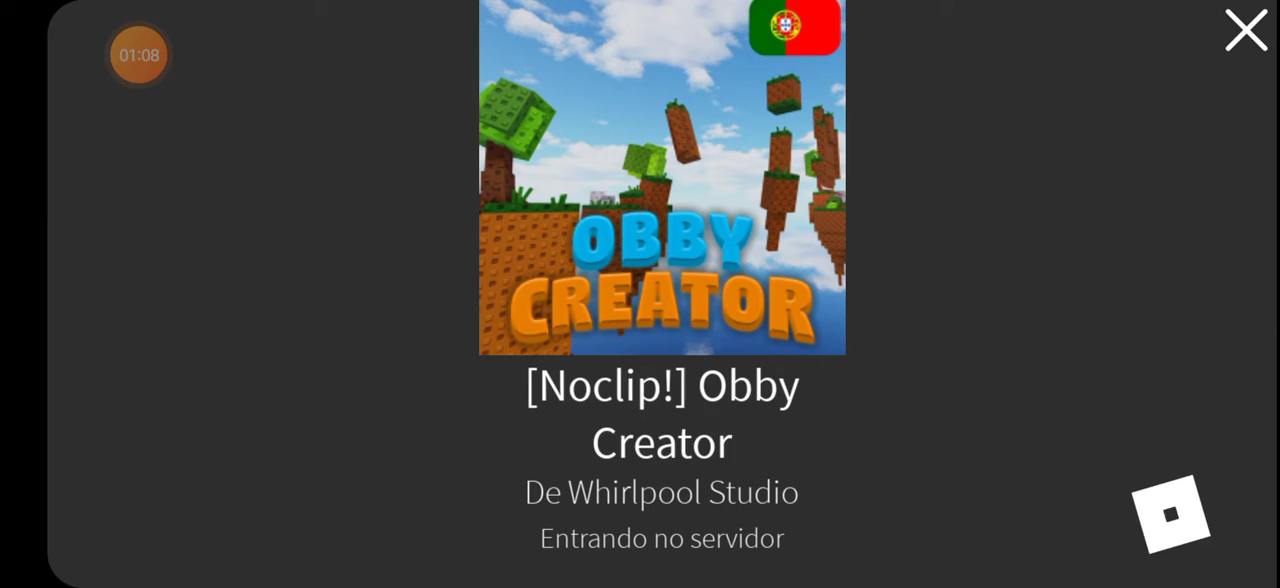 01:08
OBBY
CREATOR
[Noclip!] Obby
Creator
De Whirlpool Studio
Entrando no servidor